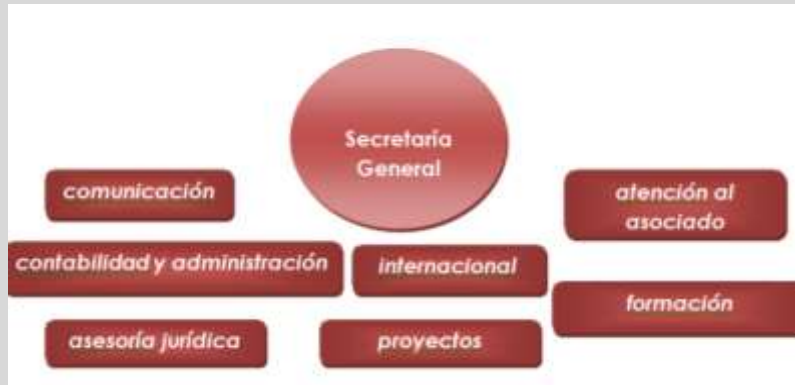 Secretaría
General
comunicación
atención al
asociado
contabilidad y administración
internacional
formación
asesoría jurídica
proyectos